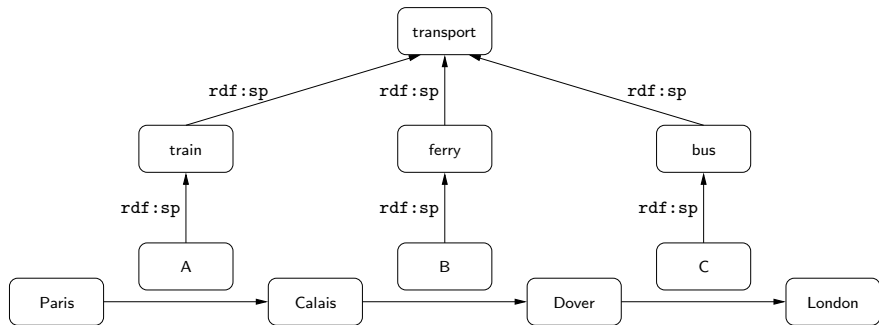 transport
rdf:sp rdf:sp rdf:sp
train ferry bus
rdf:sp rdf:sp rdf:sp
A B C
Paris Calais Dover London